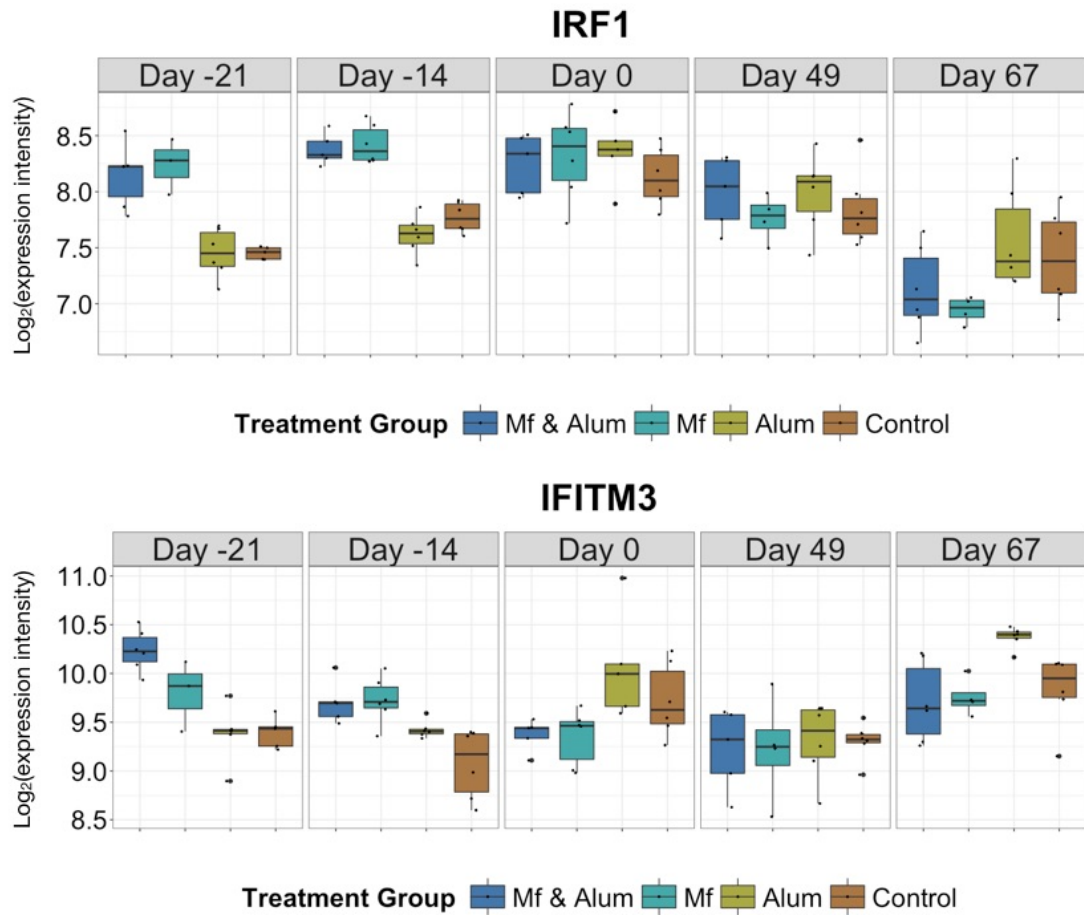 IRF1
Day -21 Day -14 Day 0 Day 49 Day 67
Log₂(expression intensity)
8.5
8.0
7.5
7.0
Treatment Group Mf & Alum Mf Alum Control
IFITM3
Day -21 Day -14 Day 0 Day 49 Day 67
Log₂(expression intensity)
11.0
10.5
10.0
9.5
9.0
8.5
Treatment Group Mf & Alum Mf Alum Control